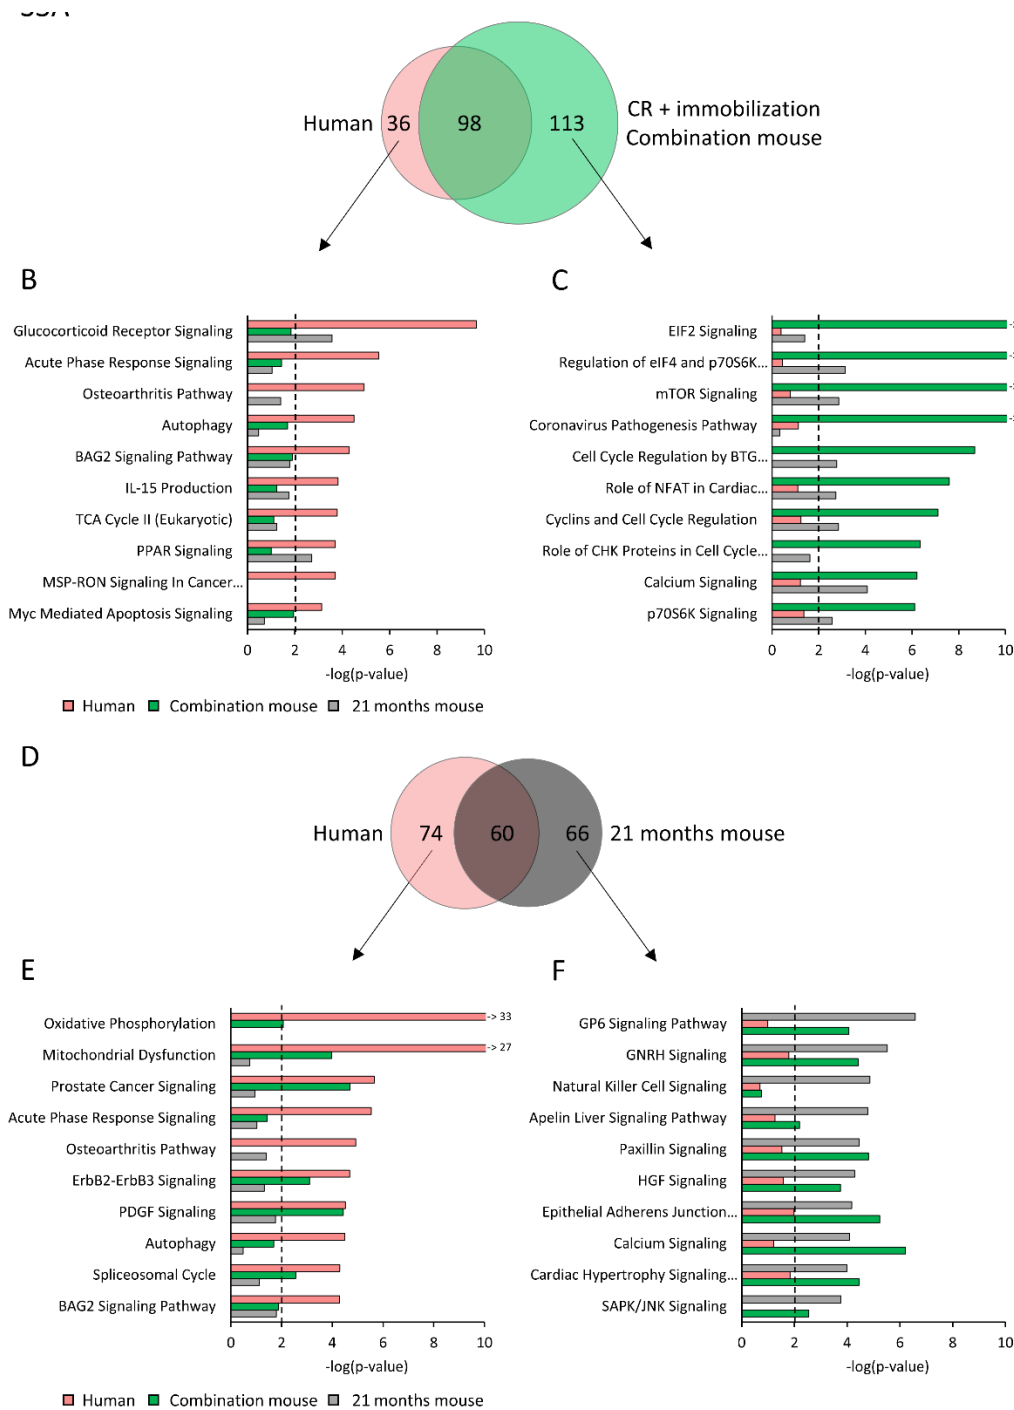 Human
36
98
113
CR + immobilization
Combination mouse
B
Glucocorticoid Receptor Signaling
Acute Phase Response Signaling
Osteoarthritis Pathway
Autophagy
BAG2 Signaling Pathway
IL-15 Production
TCA Cycle II (Eukaryotic)
PPAR Signaling
MSP-RON Signaling In Cancer...
Myc Mediated Apoptosis Signaling
0 2 4 6 8 10
-log(p-value)
Human Combination mouse 21 months mouse
C
EIF2 Signaling
Regulation of eIF4 and p70S6K...
mTOR Signaling
Coronavirus Pathogenesis Pathway
Cell Cycle Regulation by BTG...
Role of NFAT in Cardiac...
Cyclins and Cell Cycle Regulation
Role of CHK Proteins in Cell Cycle...
Calcium Signaling
p70S6K Signaling
0 2 4 6 8 10
-log(p-value)
D
Human
74
60
66
21 months mouse
E
Oxidative Phosphorylation
-> 33
Mitochondrial Dysfunction
-> 27
Prostate Cancer Signaling
Acute Phase Response Signaling
Osteoarthritis Pathway
ErbB2-ErbB3 Signaling
PDGF Signaling
Autophagy
Spliceosomal Cycle
BAG2 Signaling Pathway
0 2 4 6 8 10
-log(p-value)
Human Combination mouse 21 months mouse
F
GP6 Signaling Pathway
GNRH Signaling
Natural Killer Cell Signaling
Apelin Liver Signaling Pathway
Paxillin Signaling
HGF Signaling
Epithelial Adherens Junction...
Calcium Signaling
Cardiac Hypertrophy Signaling...
SAPK/JNK Signaling
0 2 4 6 8 10
-log(p-value)